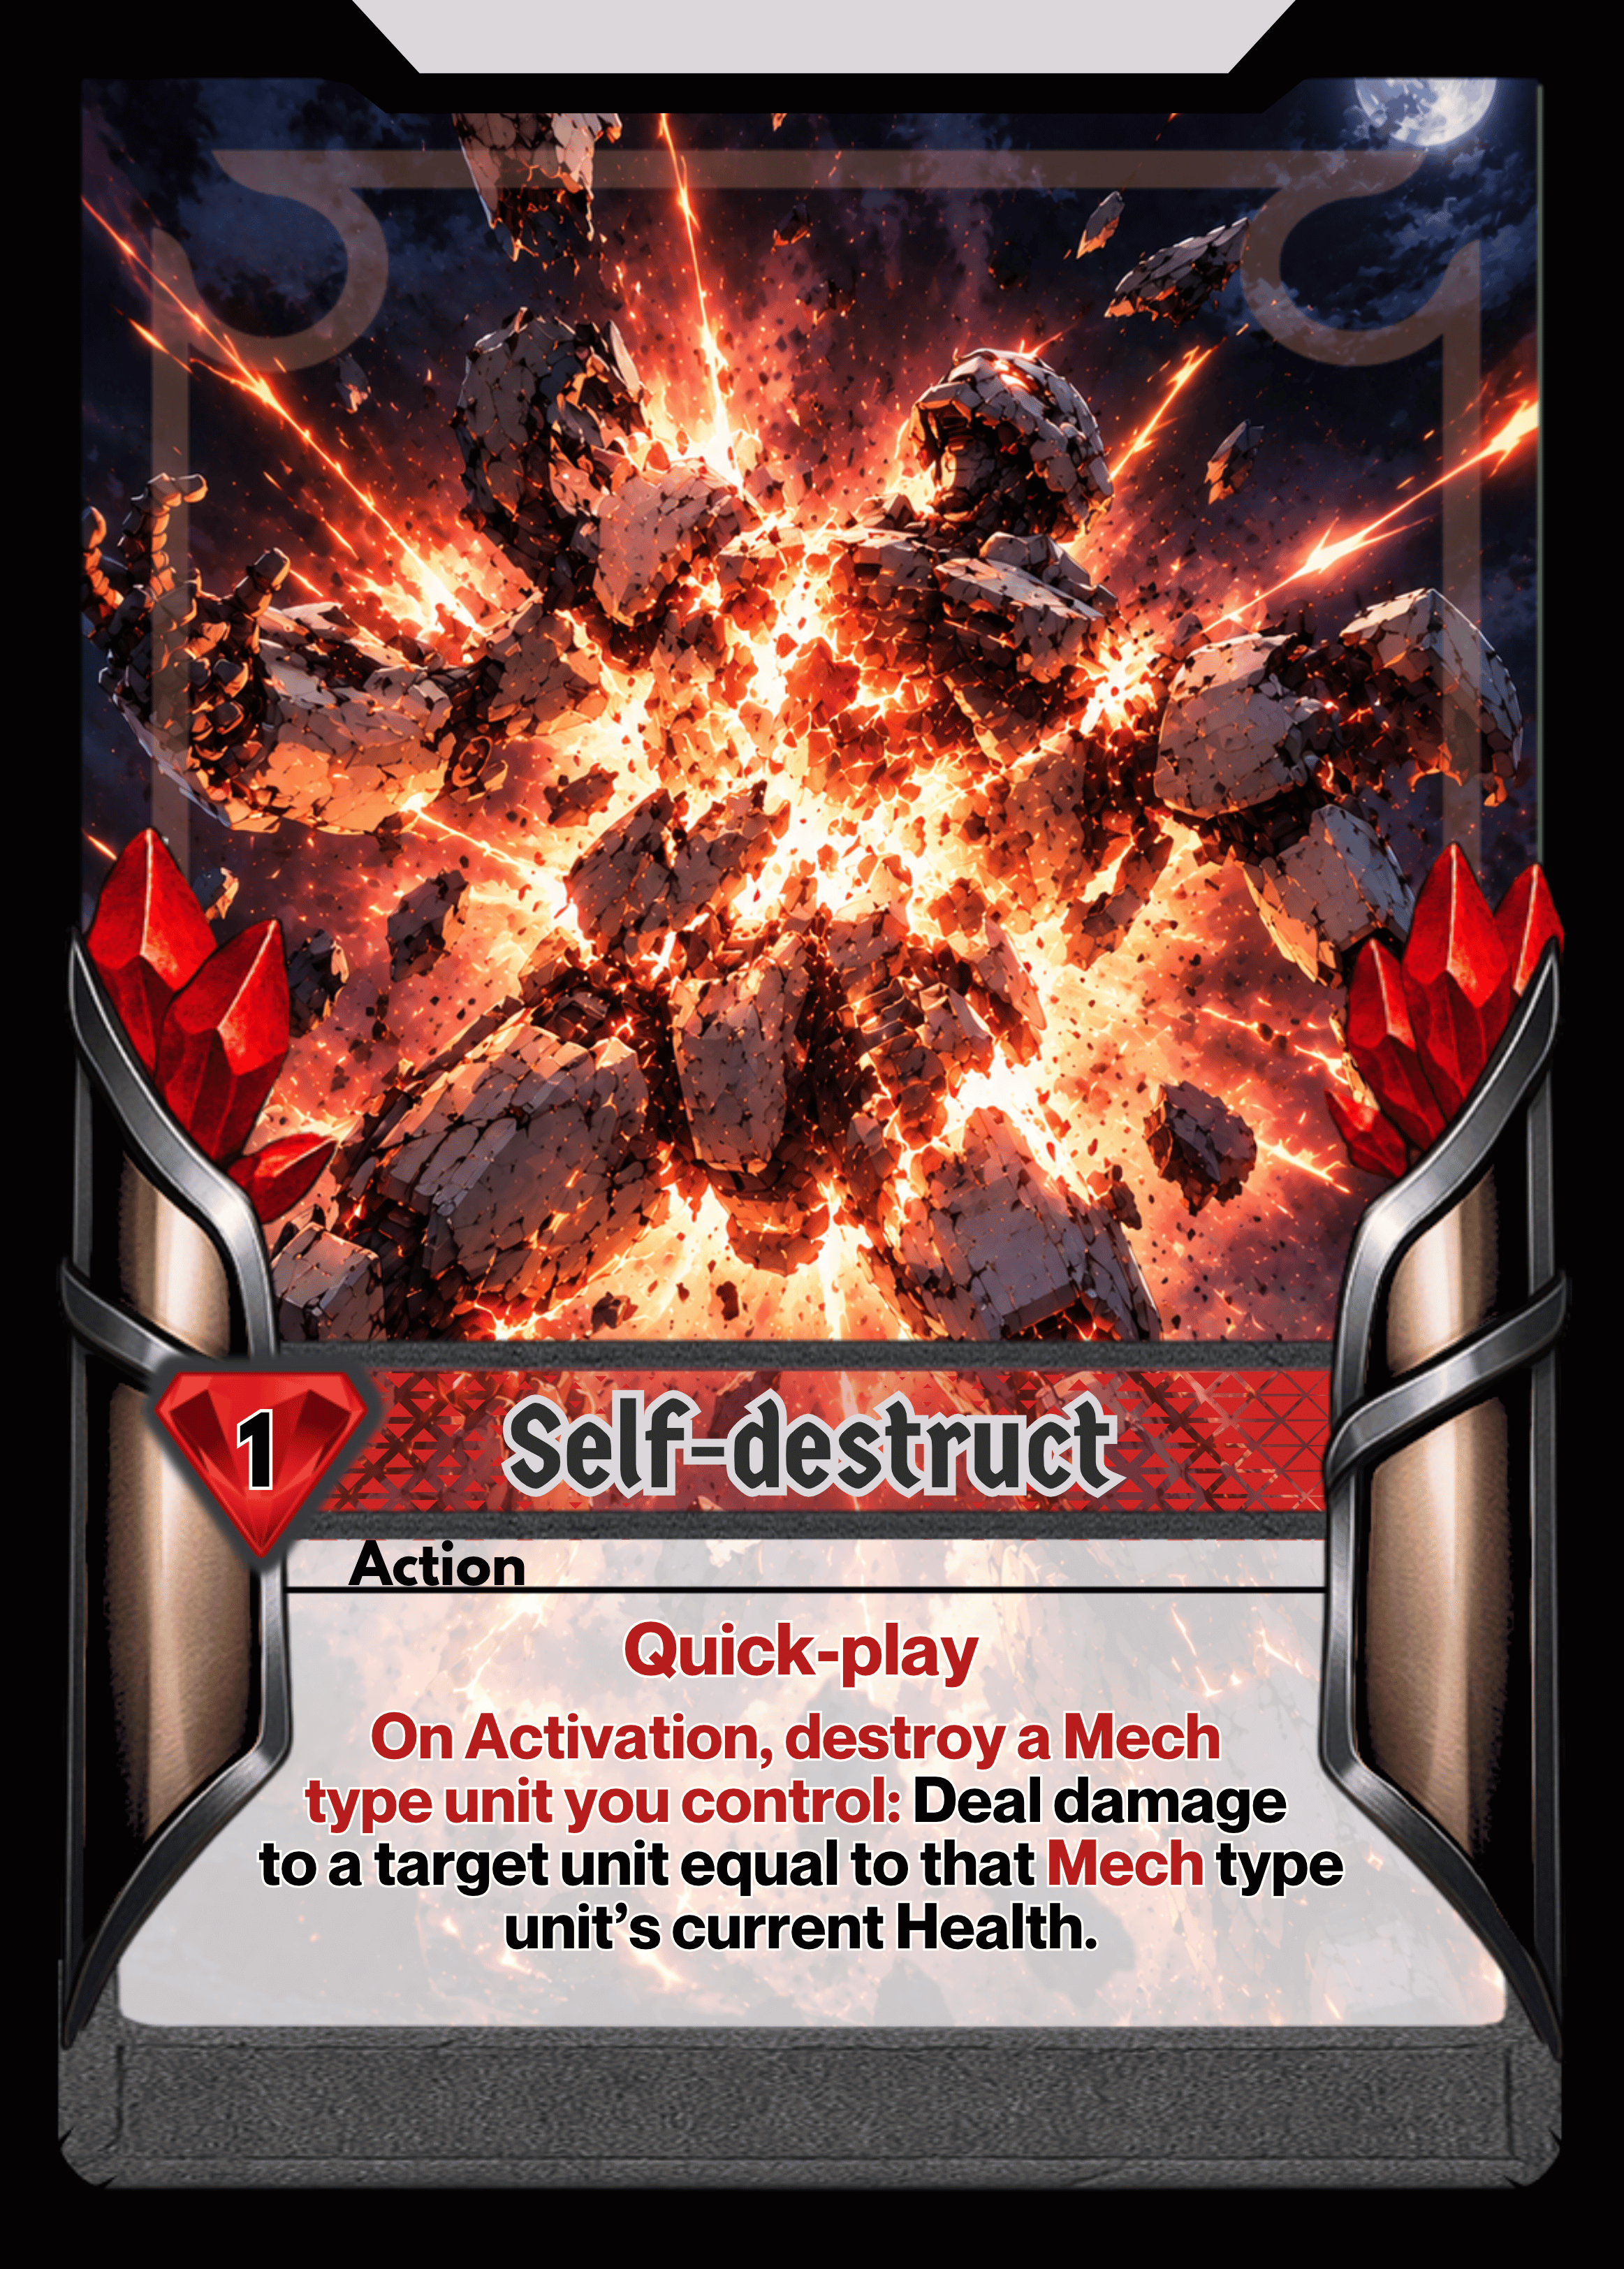 1
Self-destruct
Action
Quick-play
On Activation, destroy a Mech
type unit you control: Deal damage
to a target unit equal to that Mech type
unit's current Health.